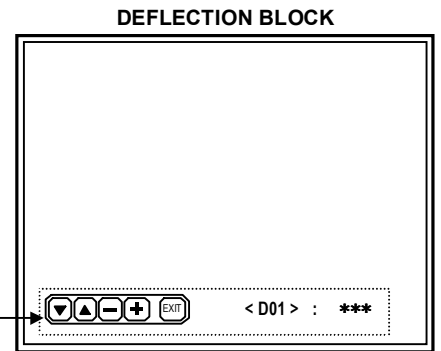 DEFLECTION BLOCK
▼ ▲ − + EXIT < D01 > : ***